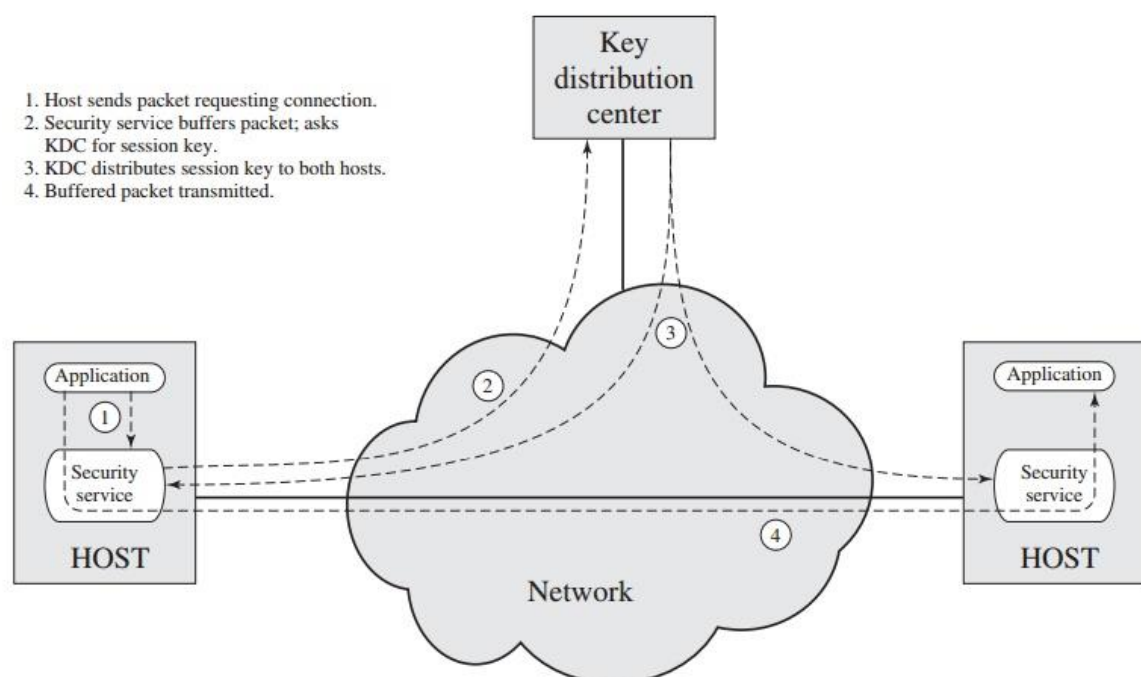 Key
distribution
center
1. Host sends packet requesting connection.
2. Security service buffers packet; asks
KDC for session key.
3. KDC distributes session key to both hosts.
4. Buffered packet transmitted.
3
2
Application
1
Security
service
HOST
Application
Security
service
HOST
4
Network